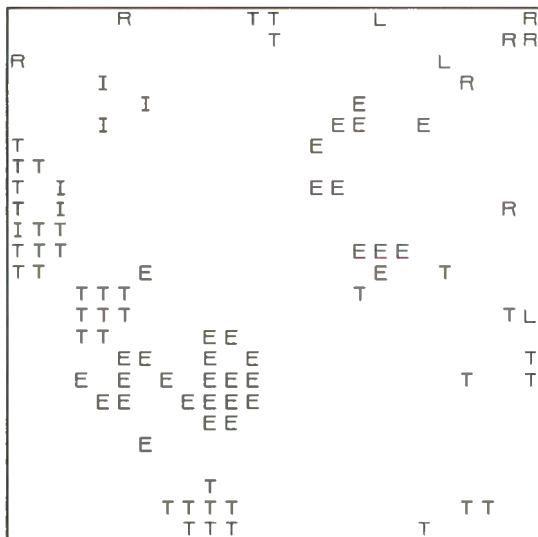 R T T L R
T R R
R L
I R
I E
I E E E
T E
T T
T I E E
T I R
I T T
T T T E E E
T T E E T
T T T T
T T T T L
T T E E
E E E E T
E E E E E E T T
E E E E E E
E E
E
T
T T T T T T
T T T T